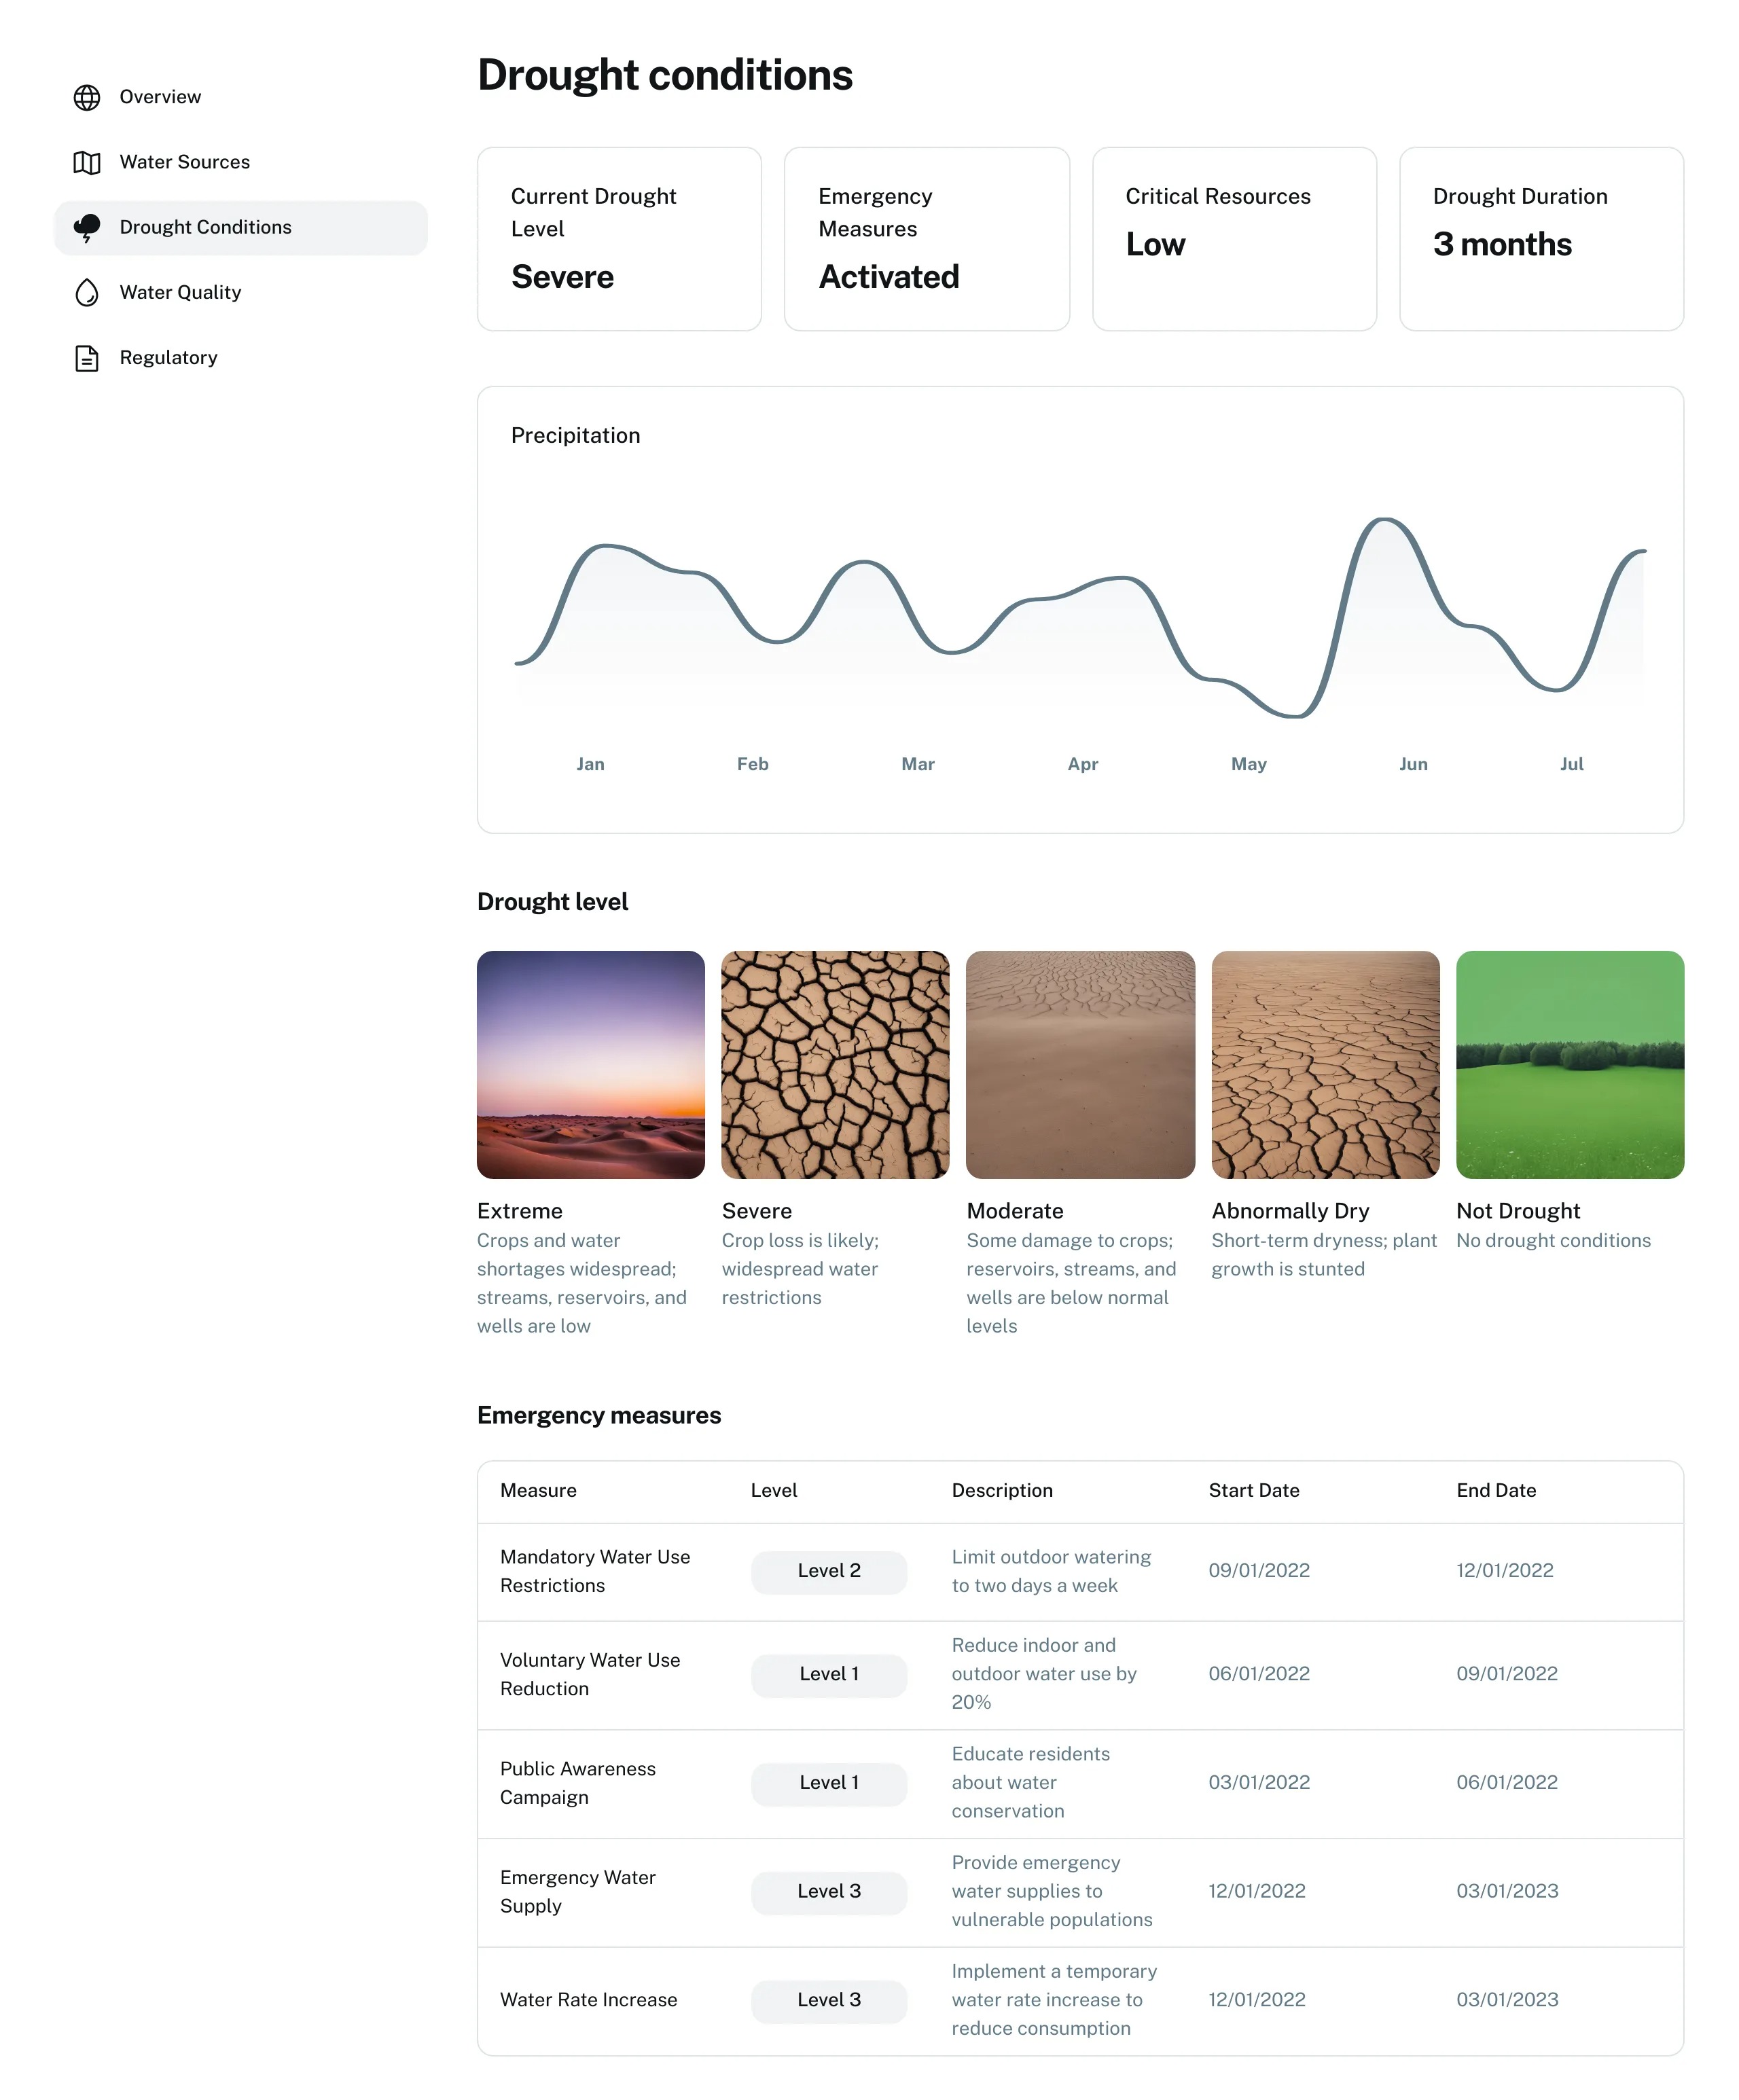 Overview
Water Sources
Drought Conditions
Water Quality
Regulatory
Drought conditions
Current Drought
Level
Severe
Emergency
Measures
Activated
Critical Resources
Low
Drought Duration
3 months
Precipitation
Jan
Feb
Mar
Apr
May
Jun
Jul
Drought level
Extreme
Crops and water
shortages widespread;
streams, reservoirs, and
wells are low
Severe
Crop loss is likely;
widespread water
restrictions
Moderate
Some damage to crops;
reservoirs, streams, and
wells are below normal
levels
Abnormally Dry
Short-term dryness; plant
growth is stunted
Not Drought
No drought conditions
Emergency measures
Measure
Level
Description
Start Date
End Date
Mandatory Water Use
Restrictions
Level 2
Limit outdoor watering
to two days a week
09/01/2022
12/01/2022
Voluntary Water Use
Reduction
Level 1
Reduce indoor and
outdoor water use by
20%
06/01/2022
09/01/2022
Public Awareness
Campaign
Level 1
Educate residents
about water
conservation
03/01/2022
06/01/2022
Emergency Water
Supply
Level 3
Provide emergency
water supplies to
vulnerable populations
12/01/2022
03/01/2023
Water Rate Increase
Level 3
Implement a temporary
water rate increase to
reduce consumption
12/01/2022
03/01/2023